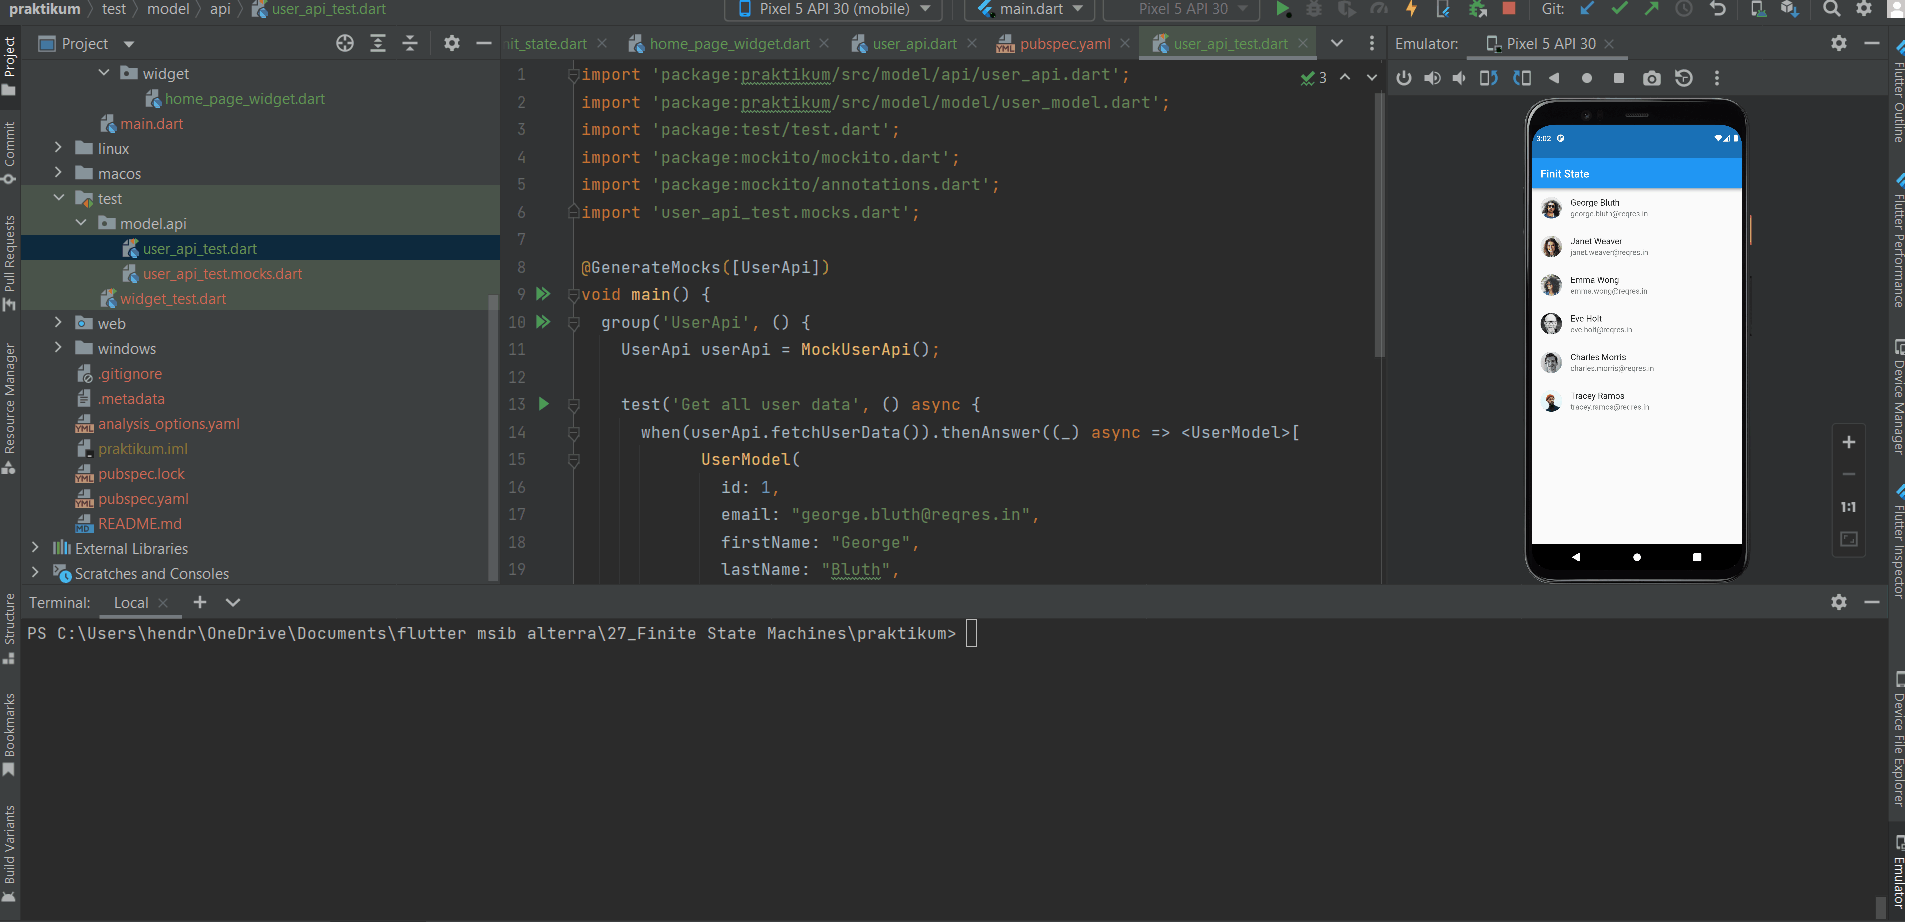 praktikum test model api user_api_test.dart
Pixel 5 API 30 (mobile) main.dart Pixel 5 API 30 Git:
Project
nit_state.dart home_page_widget.dart user_api.dart pubspec.yaml user_api_test.dart
Emulator: Pixel 5 API 30
Project
Commit
Pull Requests
Resource Manager
Structure
Bookmarks
Build Variants
widget
home_page_widget.dart
main.dart
linux
macos
test
model.api
user_api_test.dart
user_api_test.mocks.dart
widget_test.dart
web
windows
.gitignore
.metadata
analysis_options.yaml
praktikum.iml
pubspec.lock
pubspec.yaml
README.md
External Libraries
Scratches and Consoles
3
1 import 'package:praktikum/src/model/api/user_api.dart';
2 import 'package:praktikum/src/model/model/user_model.dart';
3 import 'package:test/test.dart';
4 import 'package:mockito/mockito.dart';
5 import 'package:mockito/annotations.dart';
6 import 'user_api_test.mocks.dart';
7
8 @GenerateMocks([UserApi])
9 void main() {
10 group('UserApi', () {
11 UserApi userApi = MockUserApi();
12
13 test('Get all user data', () async {
14 when(userApi.fetchUserData()).thenAnswer((_) async => <UserModel>[
15 UserModel(
16 id: 1,
17 email: "george.bluth@reqres.in",
18 firstName: "George",
19 lastName: "Bluth",
3:02
Finit State
George Bluth
george.bluth@reqres.in
Janet Weaver
janet.weaver@reqres.in
Emma Wong
emma.wong@reqres.in
Eve Holt
eve.holt@reqres.in
Charles Morris
charles.morris@reqres.in
Tracey Ramos
tracey.ramos@reqres.in
1:1
Flutter Outline
Flutter Performance
Device Manager
Flutter Inspector
Device File Explorer
Emulator
Terminal: Local
PS C:\Users\hendr\OneDrive\Documents\flutter msib alterra\27_Finite State Machines\praktikum>